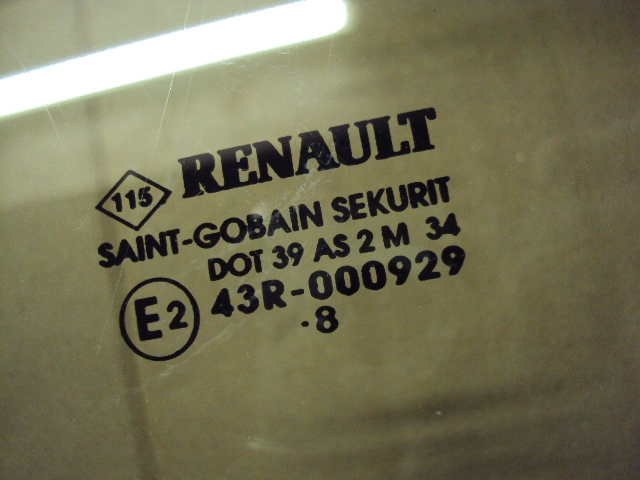 RENAULT
115
SAINT-GOBAIN SEKURIT
DOT 39 AS 2 M 34
E2 43R-000929
.8